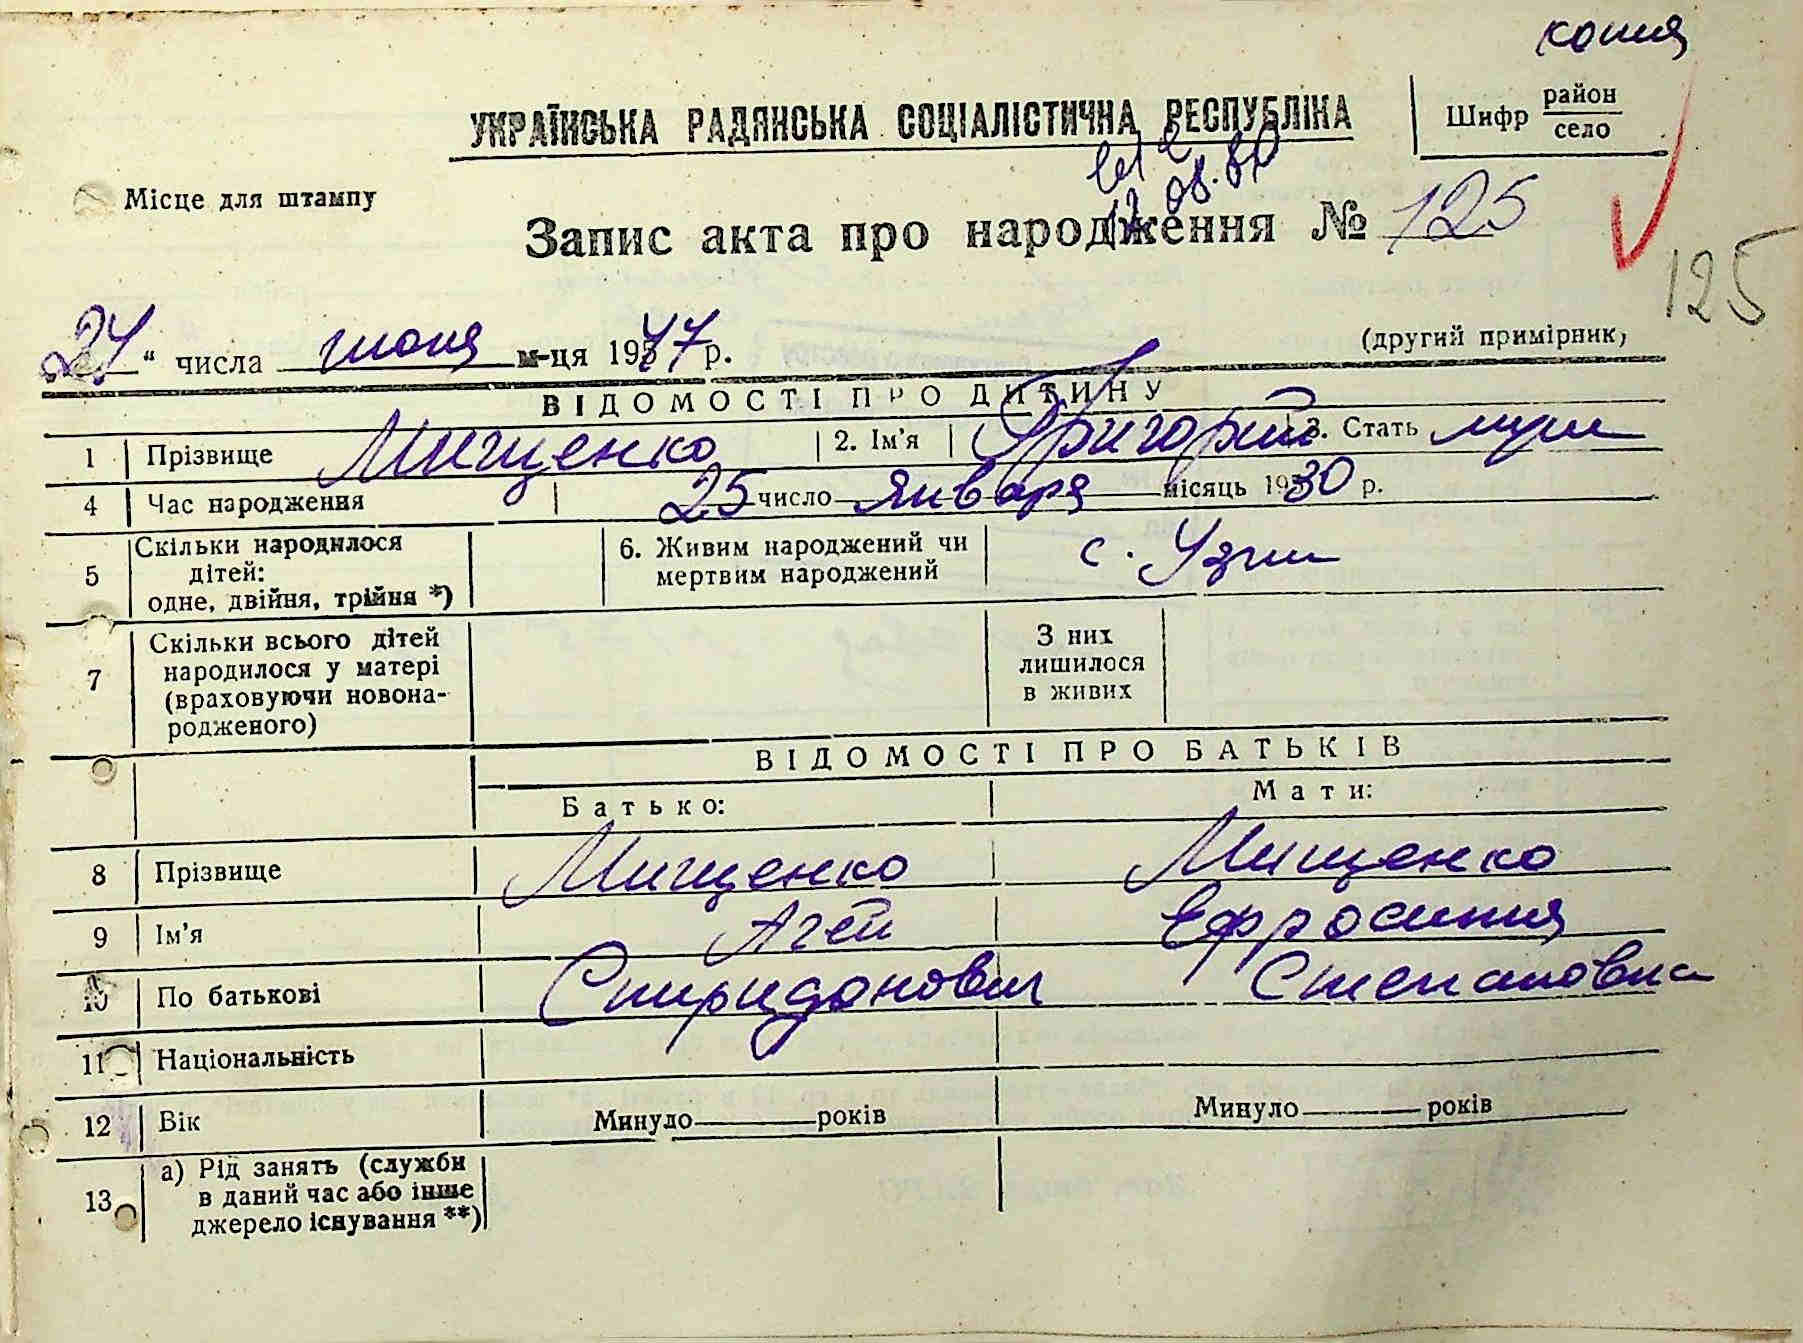 копия
УКРАЇНСЬКА РАДЯНСЬКА СОЦІАЛІСТИЧНА РЕСПУБЛІКА
Шифр район
село
Місце для штампу
Запис акта про народження № 125
125
24 “ числа июня м-ця 1947 р.
(другий примірник)
ВІДОМОСТІ ПРО ДИТИНУ
1 Прізвище Мищенко 2. Ім'я Григорий 3. Стать муж
4 Час народження 25 число января місяць 1930 р.
5 Скільки народилося
дітей:
одне, двійня, трійня *)
6. Живим народжений чи
мертвим народжений
с. Узин
7 Скільки всього дітей
народилося у матері
(враховуючи новона-
родженого)
З них
лишилося
в живих
ВІДОМОСТІ ПРО БАТЬКІВ
Батько: Мати:
8 Прізвище Мищенко Мищенко
9 Ім'я Агей Ефросиния
10 По батькові Спиридонович Степановна
11 Національність
12 Вік Минуло років Минуло років
13 а) Рід занять (служби
в даний час або інше
джерело існування **)